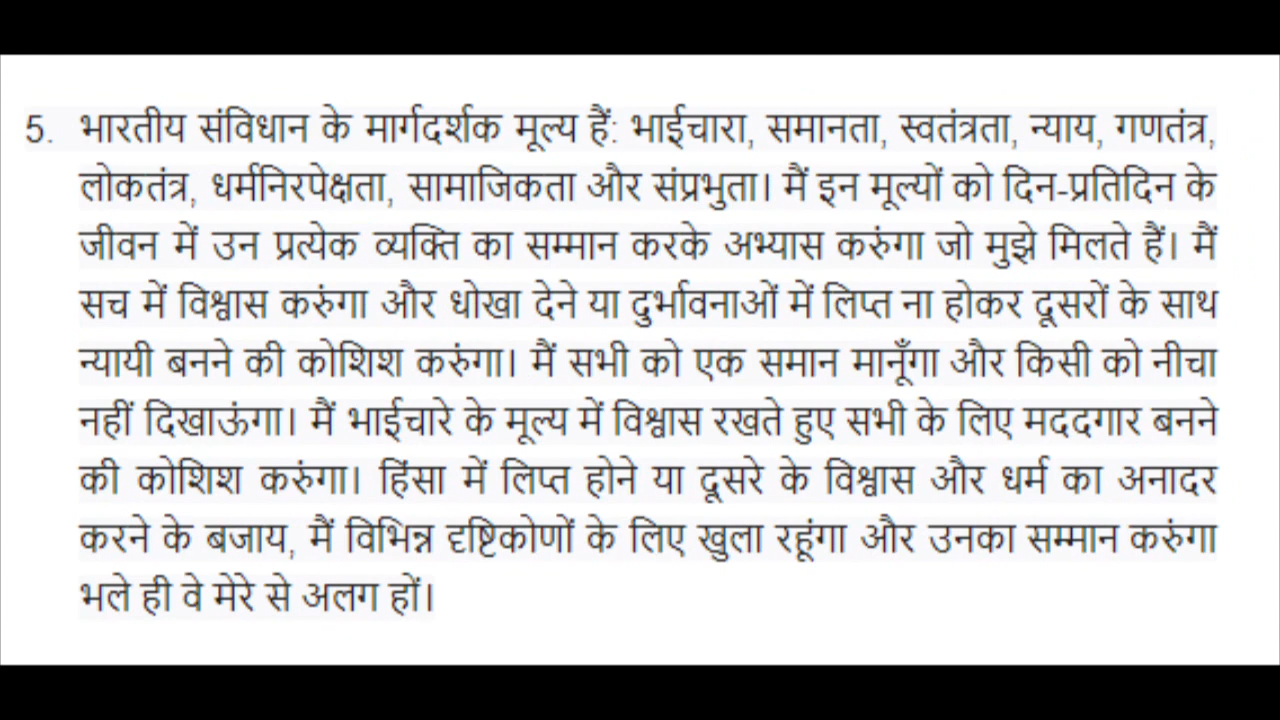 5. भारतीय संविधान के मार्गदर्शक मूल्य हैं: भाईचारा, समानता, स्वतंत्रता, न्याय, गणतंत्र,
लोकतंत्र, धर्मनिरपेक्षता, सामाजिकता और संप्रभुता। मैं इन मूल्यों को दिन-प्रतिदिन के
जीवन में उन प्रत्येक व्यक्ति का सम्मान करके अभ्यास करुंगा जो मुझे मिलते हैं। मैं
सच में विश्वास करुंगा और धोखा देने या दुर्भावनाओं में लिप्त ना होकर दूसरों के साथ
न्यायी बनने की कोशिश करुंगा। मैं सभी को एक समान मानूँगा और किसी को नीचा
नहीं दिखाऊंगा। मैं भाईचारे के मूल्य में विश्वास रखते हुए सभी के लिए मददगार बनने
की कोशिश करुंगा। हिंसा में लिप्त होने या दूसरे के विश्वास और धर्म का अनादर
करने के बजाय, मैं विभिन्न दृष्टिकोणों के लिए खुला रहूंगा और उनका सम्मान करुंगा
भले ही वे मेरे से अलग हों।